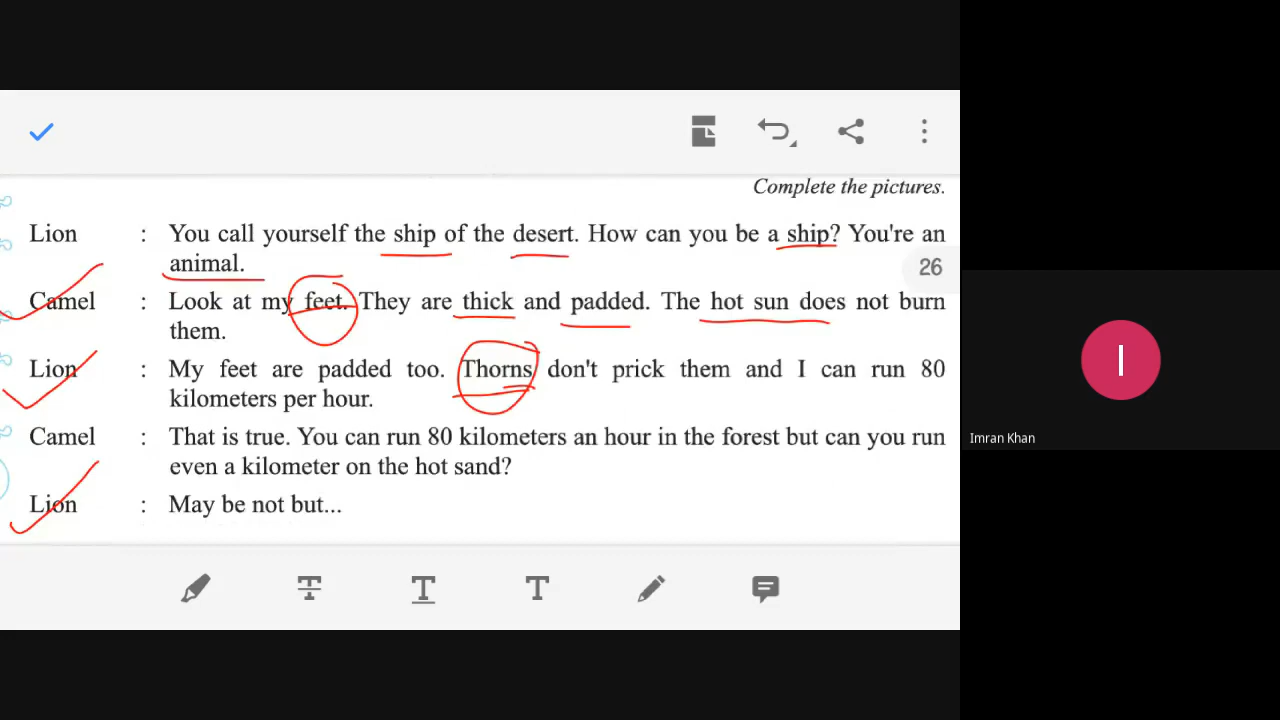 Complete the pictures.
Lion : You call yourself the ship of the desert. How can you be a ship? You're an
animal.
26
Camel : Look at my feet. They are thick and padded. The hot sun does not burn
them.
Lion : My feet are padded too. Thorns don't prick them and I can run 80
kilometers per hour.
Camel : That is true. You can run 80 kilometers an hour in the forest but can you run
even a kilometer on the hot sand?
Lion : May be not but...
T T T
I
Imran Khan